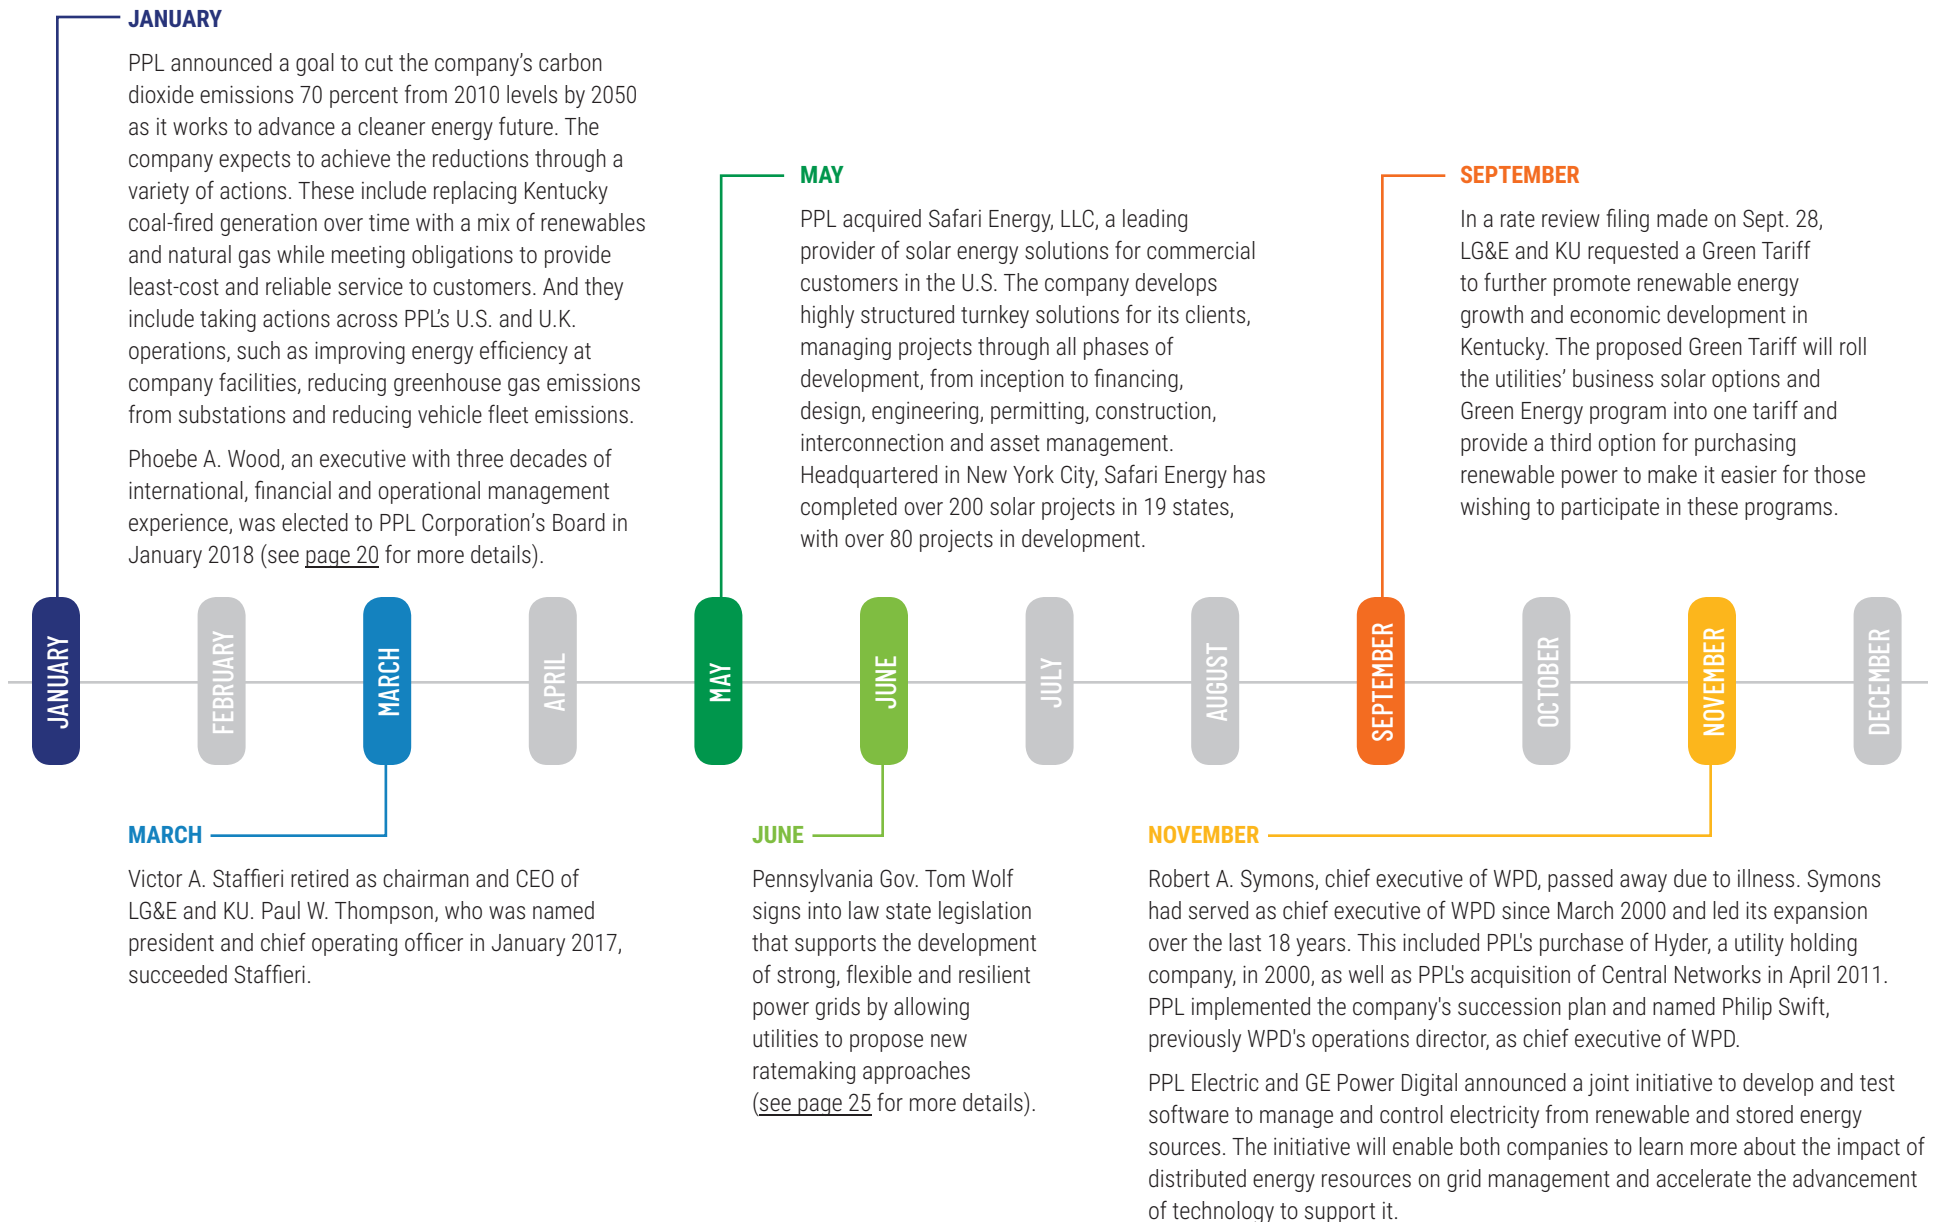 JANUARY
PPL announced a goal to cut the company’s carbon
dioxide emissions 70 percent from 2010 levels by 2050
as it works to advance a cleaner energy future. The
company expects to achieve the reductions through a
variety of actions. These include replacing Kentucky
coal-fired generation over time with a mix of renewables
and natural gas while meeting obligations to provide
least-cost and reliable service to customers. And they
include taking actions across PPL’s U.S. and U.K.
operations, such as improving energy efficiency at
company facilities, reducing greenhouse gas emissions
from substations and reducing vehicle fleet emissions.
Phoebe A. Wood, an executive with three decades of
international, financial and operational management
experience, was elected to PPL Corporation’s Board in
January 2018 (see page 20 for more details).
MAY
PPL acquired Safari Energy, LLC, a leading
provider of solar energy solutions for commercial
customers in the U.S. The company develops
highly structured turnkey solutions for its clients,
managing projects through all phases of
development, from inception to financing,
design, engineering, permitting, construction,
interconnection and asset management.
Headquartered in New York City, Safari Energy has
completed over 200 solar projects in 19 states,
with over 80 projects in development.
SEPTEMBER
In a rate review filing made on Sept. 28,
LG&E and KU requested a Green Tariff
to further promote renewable energy
growth and economic development in
Kentucky. The proposed Green Tariff will roll
the utilities’ business solar options and
Green Energy program into one tariff and
provide a third option for purchasing
renewable power to make it easier for those
wishing to participate in these programs.
JANUARY
FEBRUARY
MARCH
APRIL
MAY
JUNE
JULY
AUGUST
SEPTEMBER
OCTOBER
NOVEMBER
DECEMBER
MARCH
Victor A. Staffieri retired as chairman and CEO of
LG&E and KU. Paul W. Thompson, who was named
president and chief operating officer in January 2017,
succeeded Staffieri.
JUNE
Pennsylvania Gov. Tom Wolf
signs into law state legislation
that supports the development
of strong, flexible and resilient
power grids by allowing
utilities to propose new
ratemaking approaches
(see page 25 for more details).
NOVEMBER
Robert A. Symons, chief executive of WPD, passed away due to illness. Symons
had served as chief executive of WPD since March 2000 and led its expansion
over the last 18 years. This included PPL's purchase of Hyder, a utility holding
company, in 2000, as well as PPL's acquisition of Central Networks in April 2011.
PPL implemented the company's succession plan and named Philip Swift,
previously WPD's operations director, as chief executive of WPD.
PPL Electric and GE Power Digital announced a joint initiative to develop and test
software to manage and control electricity from renewable and stored energy
sources. The initiative will enable both companies to learn more about the impact of
distributed energy resources on grid management and accelerate the advancement
of technology to support it.